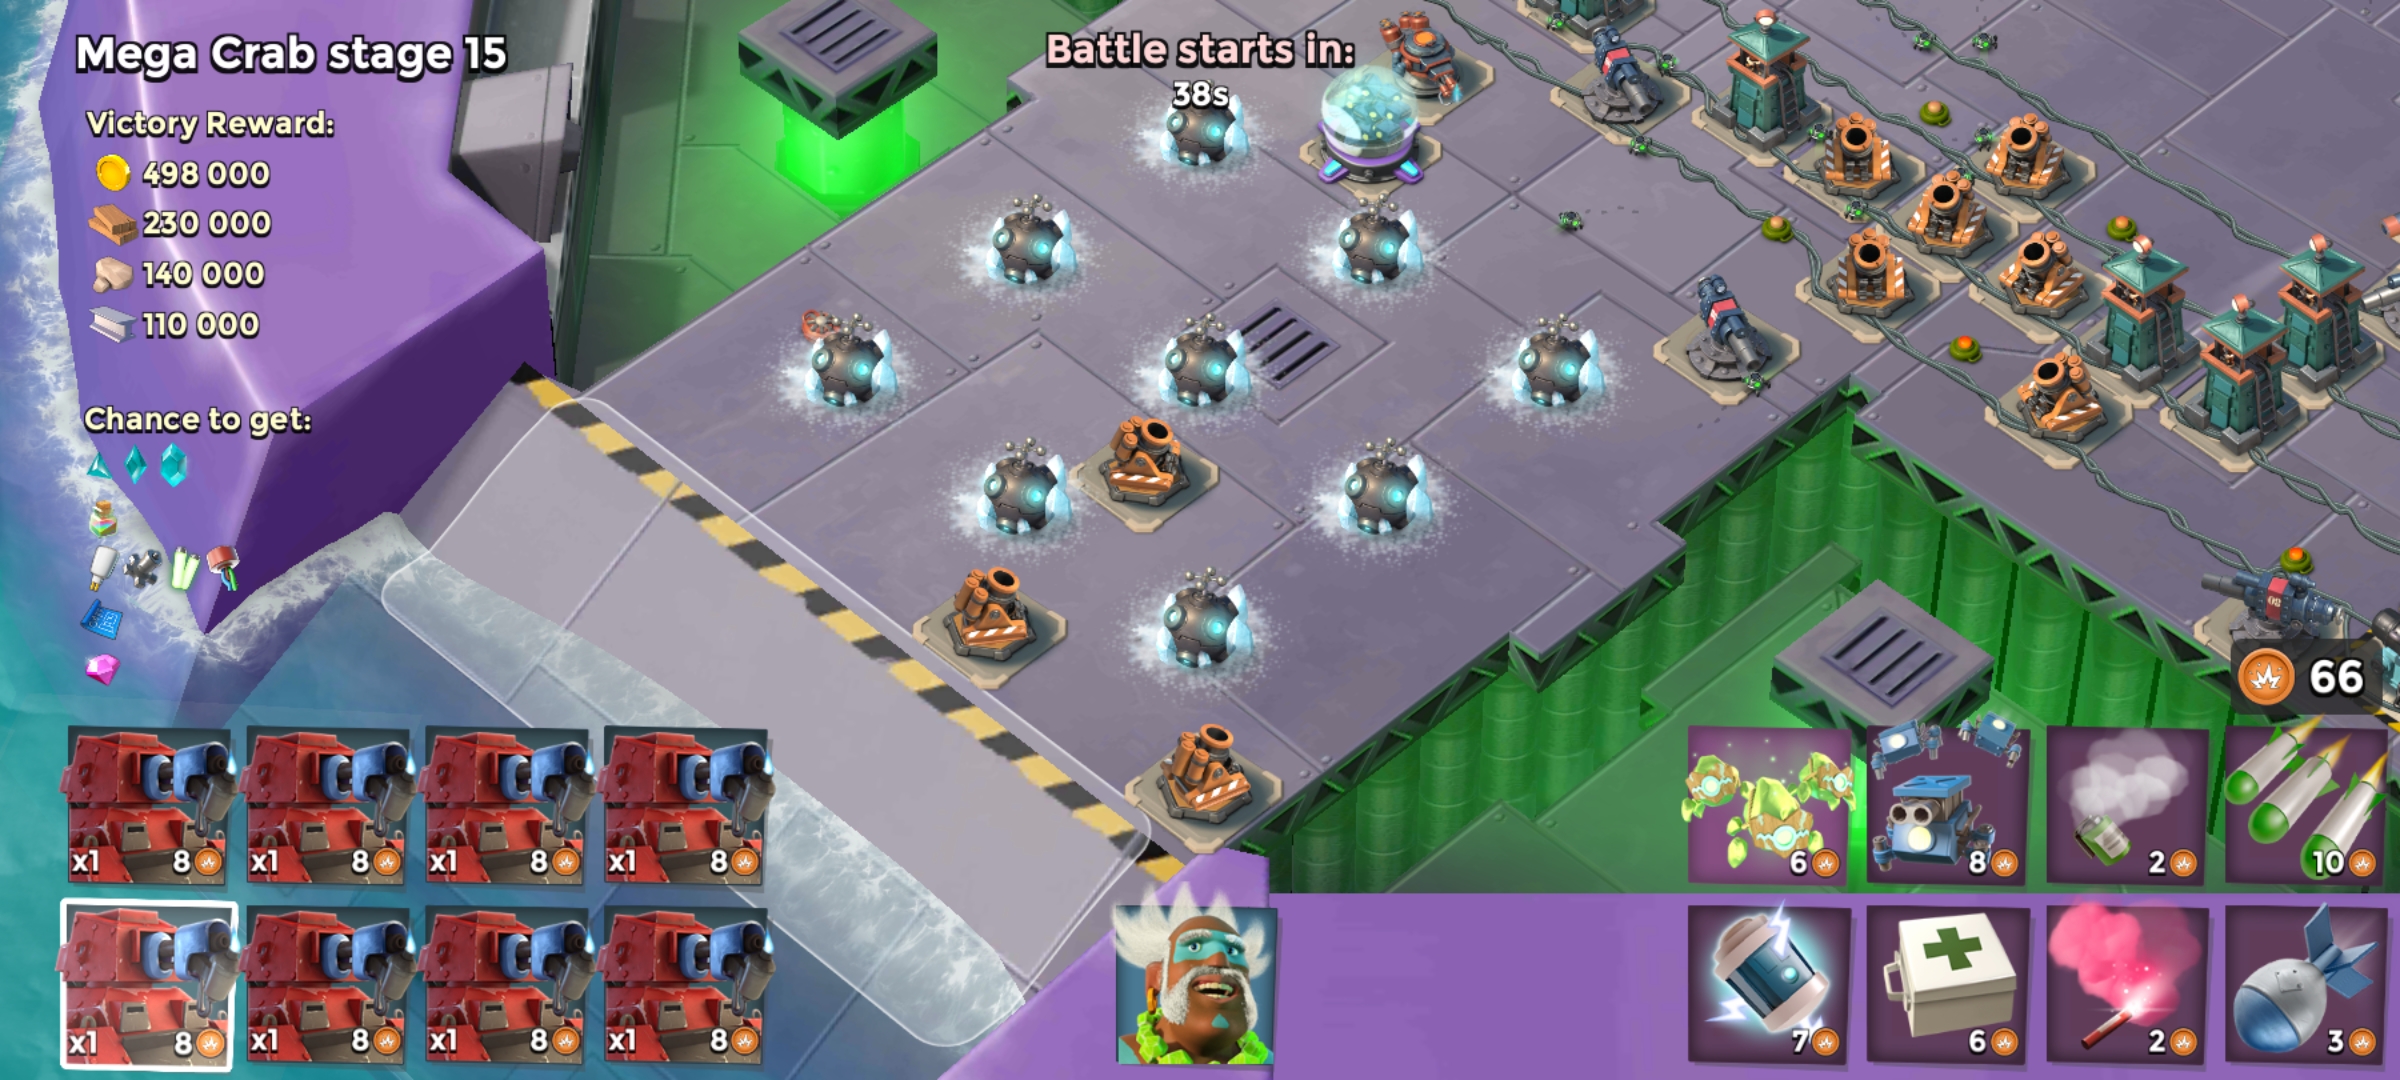 Mega Crab stage 15
Battle starts in:
38s
Victory Reward:
498 000
230 000
140 000
110 000
Chance to get:
66
x1 8
x1 8
x1 8
x1 8
6
8
2
10
x1 8
x1 8
x1 8
x1 8
7
6
2
3